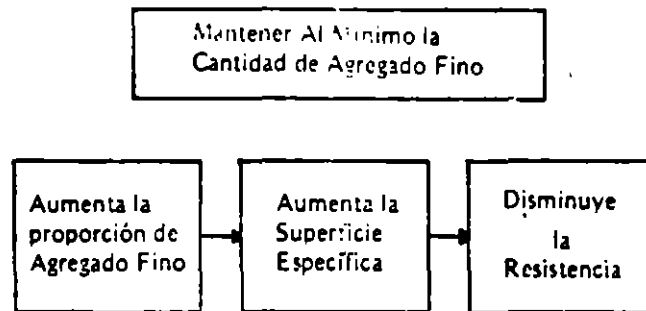 Mantener Al Mínimo la
Cantidad de Agregado Fino
Aumenta la
proporción de
Agregado Fino
Aumenta la
Superficie
Específica
Disminuye
la
Resistencia